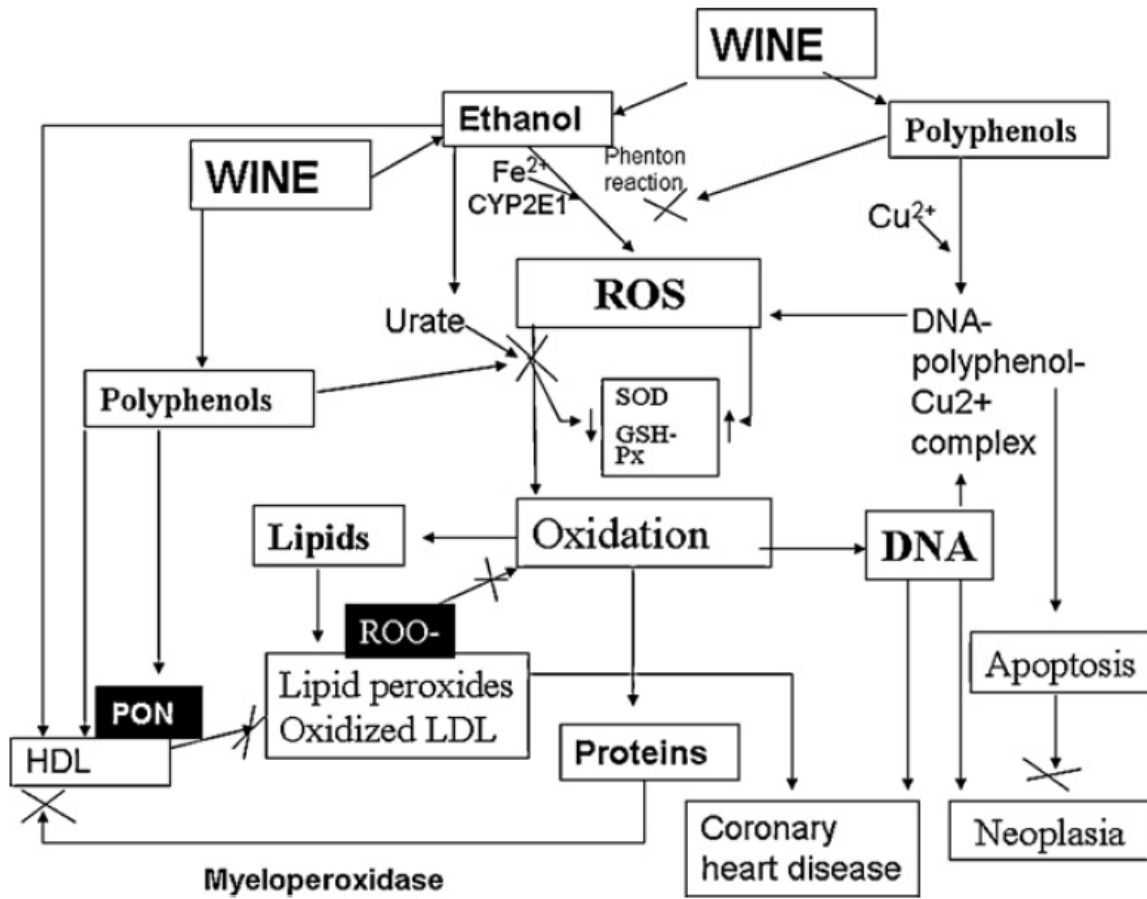 WINE
Ethanol
Polyphenols
WINE
Fe2+
CYP2E1
Phenton
reaction
Cu2+
ROS
Urate
DNA-
polyphenol-
Cu2+
complex
Polyphenols
SOD
GSH-
Px
Lipids
Oxidation
DNA
ROO-
Lipid peroxides
Oxidized LDL
Apoptosis
PON
HDL
Proteins
Coronary
heart disease
Neoplasia
Myeloperoxidase